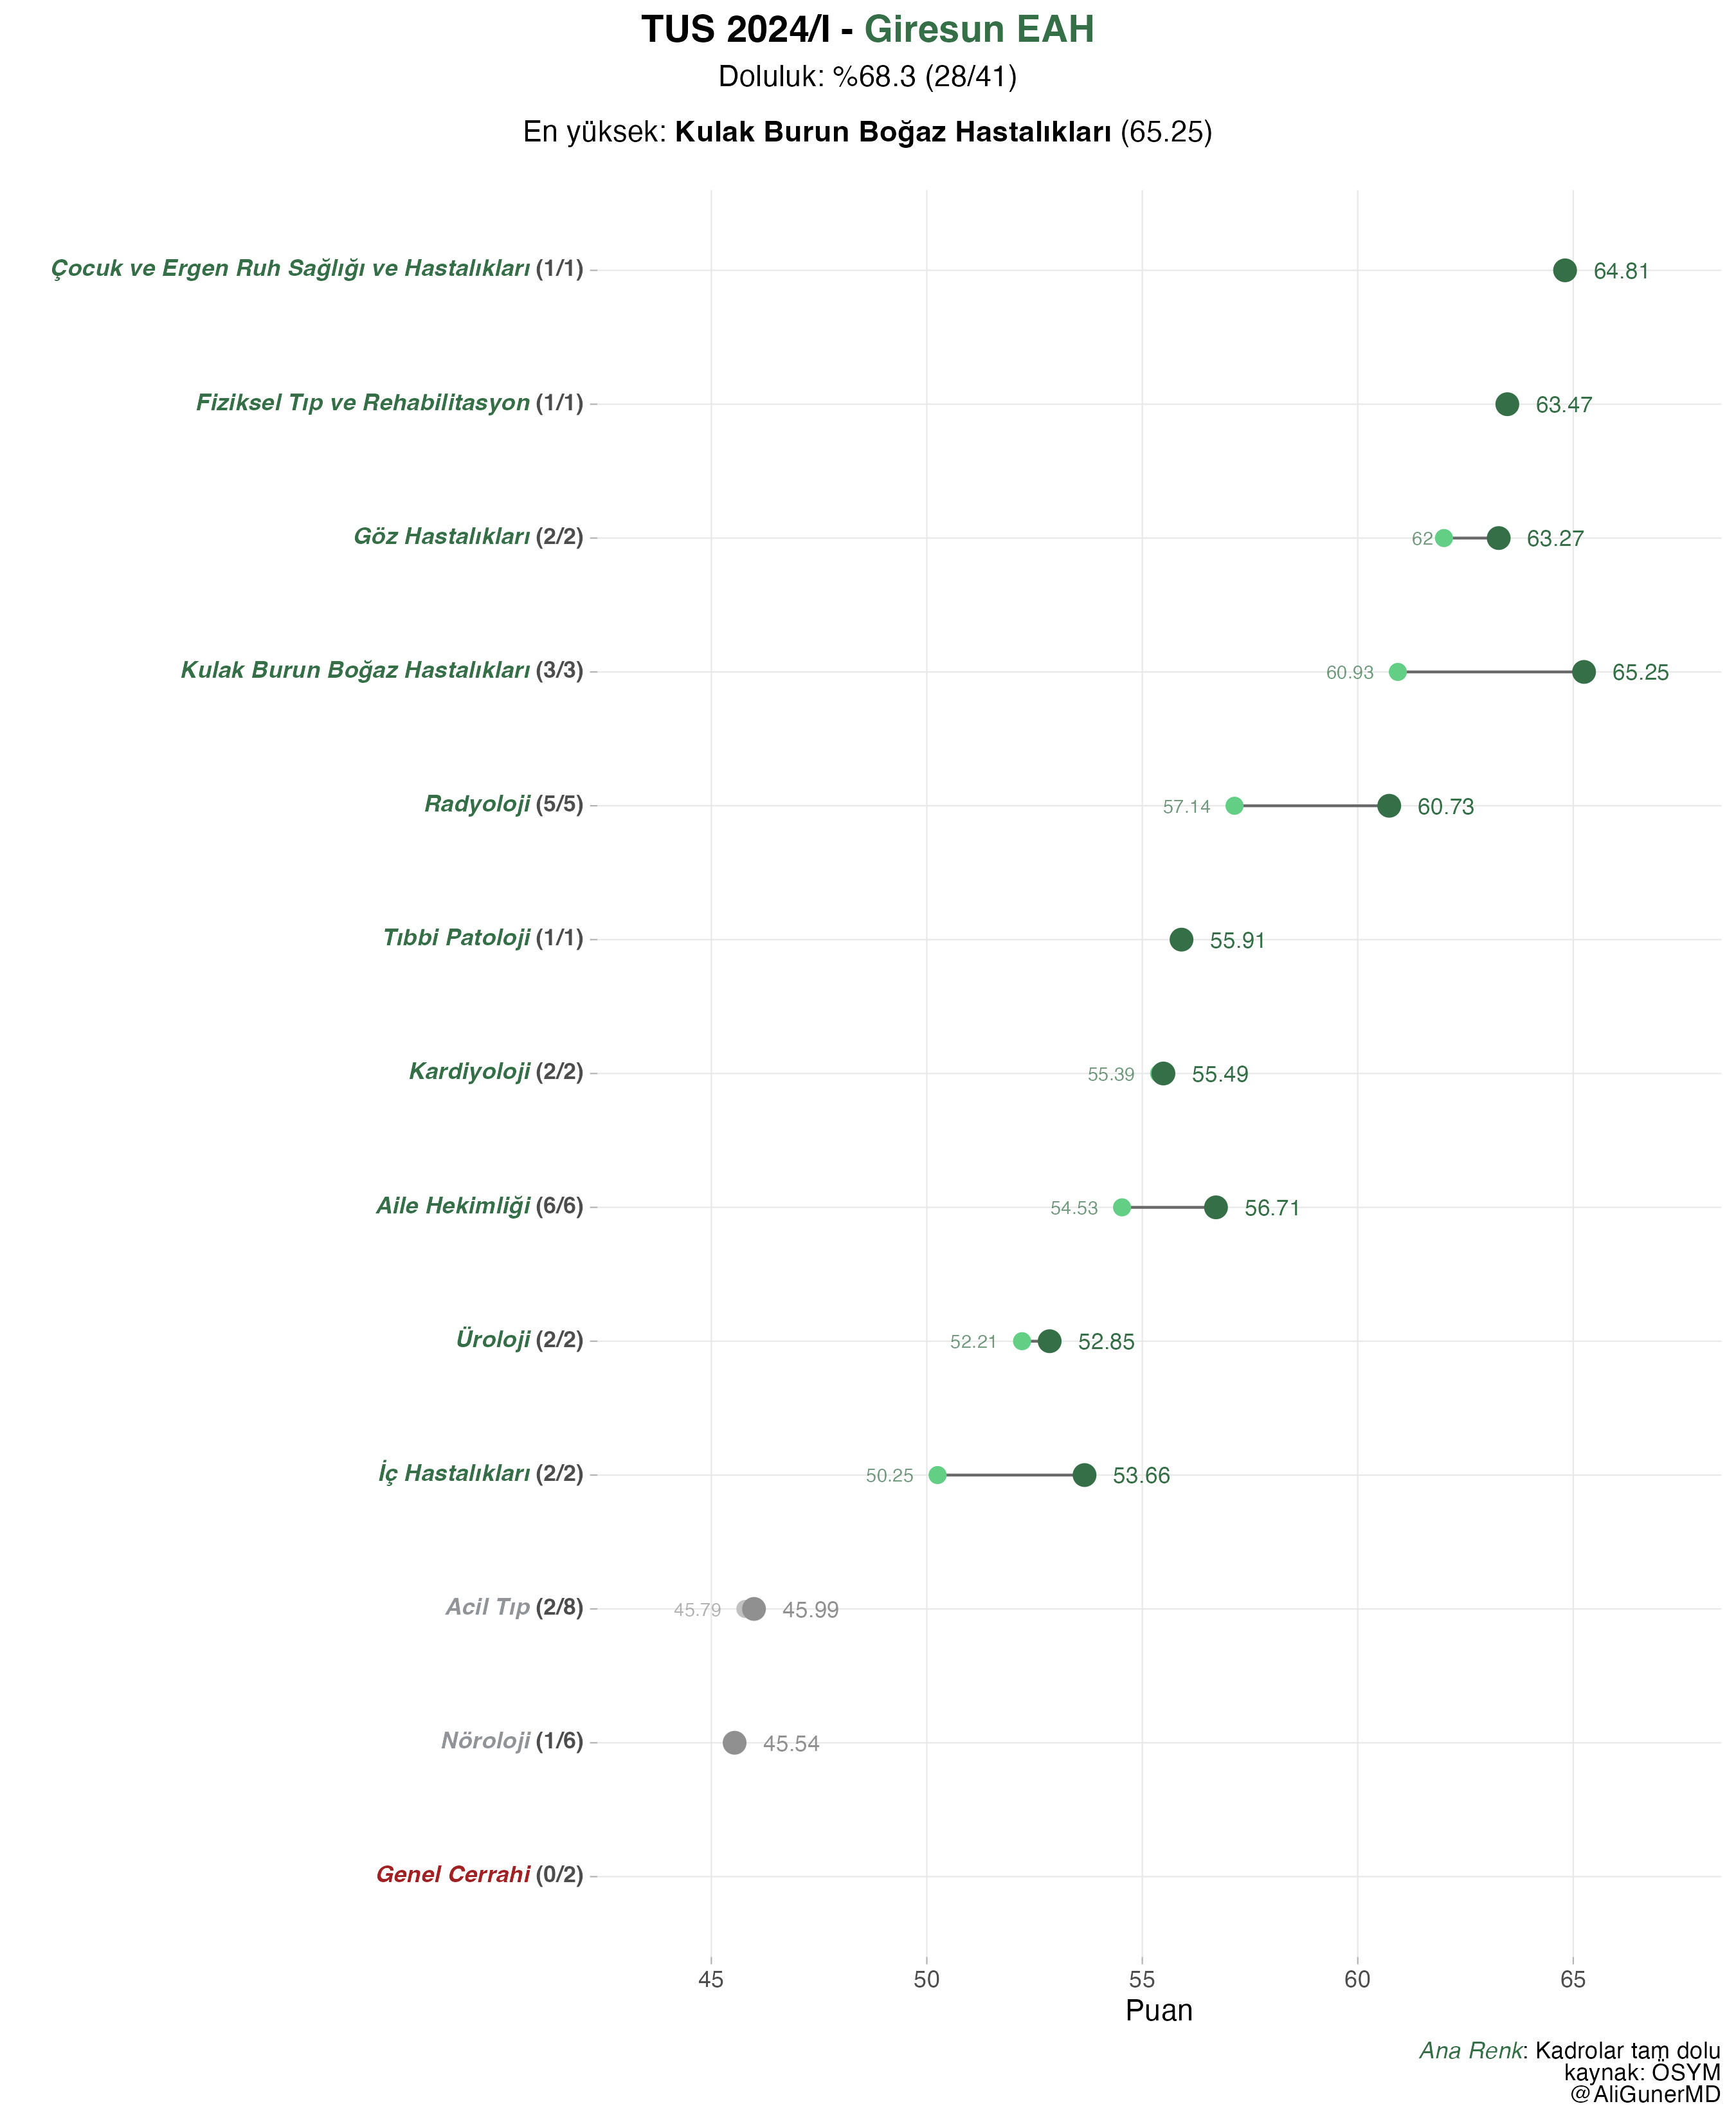 TUS 2024/I - Giresun EAH
Doluluk: %68.3 (28/41)
En yüksek: Kulak Burun Boğaz Hastalıkları (65.25)
Çocuk ve Ergen Ruh Sağlığı ve Hastalıkları (1/1) 64.81
Fiziksel Tıp ve Rehabilitasyon (1/1) 63.47
Göz Hastalıkları (2/2) 62 63.27
Kulak Burun Boğaz Hastalıkları (3/3) 60.93 65.25
Radyoloji (5/5) 57.14 60.73
Tıbbi Patoloji (1/1) 55.91
Kardiyoloji (2/2) 55.39 55.49
Aile Hekimliği (6/6) 54.53 56.71
Üroloji (2/2) 52.21 52.85
İç Hastalıkları (2/2) 50.25 53.66
Acil Tıp (2/8) 45.79 45.99
Nöroloji (1/6) 45.54
Genel Cerrahi (0/2)
45 50 55 60 65
Puan
Ana Renk: Kadrolar tam dolu
kaynak: ÖSYM
@AliGunerMD